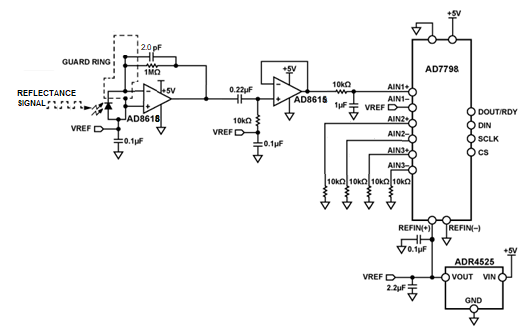 +5V
2.0 pF
GUARD RING
1MΩ
AD7798
+5V
+5V
10kΩ
AIN1+
REFLECTANCE
SIGNAL
0.22µF
AIN1–
1µF
VREF
DOUT/RDY
AD8618
AD8618
AIN2+
DIN
10kΩ
VREF
VREF
AIN2–
SCLK
0.1µF
0.1µF
AIN3+
CS
AIN3–
10kΩ
10kΩ
10kΩ
10kΩ
REFIN(+)
REFIN(–)
0.1µF
+5V
ADR4525
VREF
VOUT
VIN
2.2µF
GND